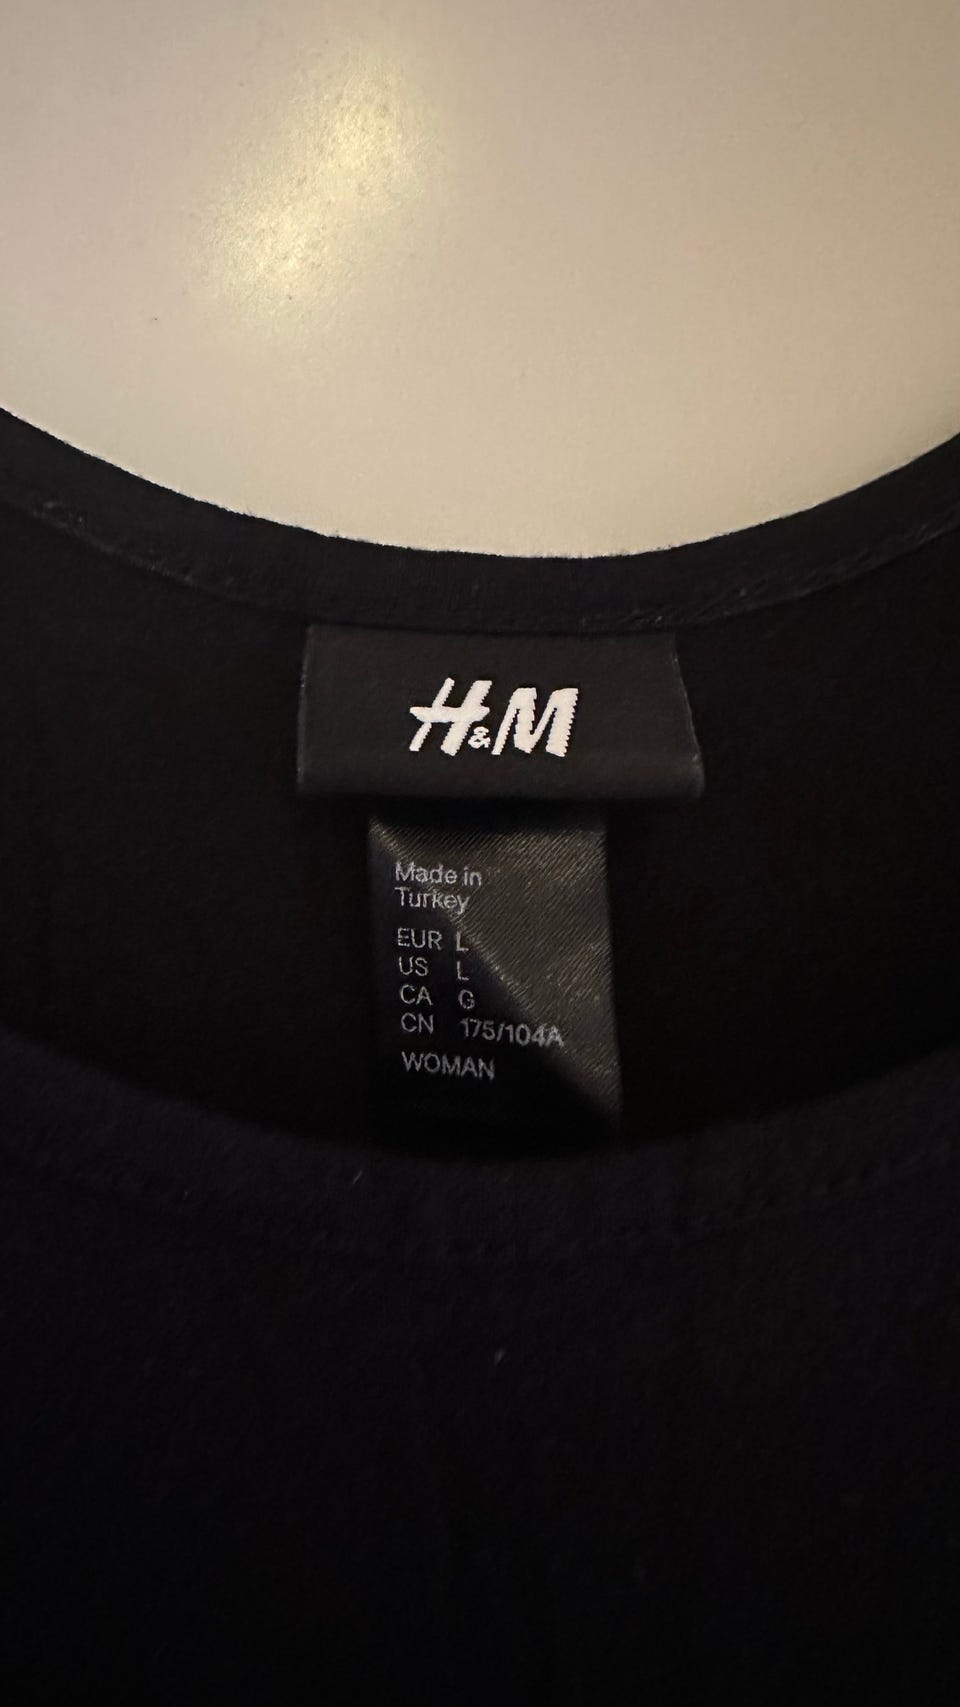 H&M
Made in
Turkey
EUR L
US L
CA G
CN 175/104A
WOMAN